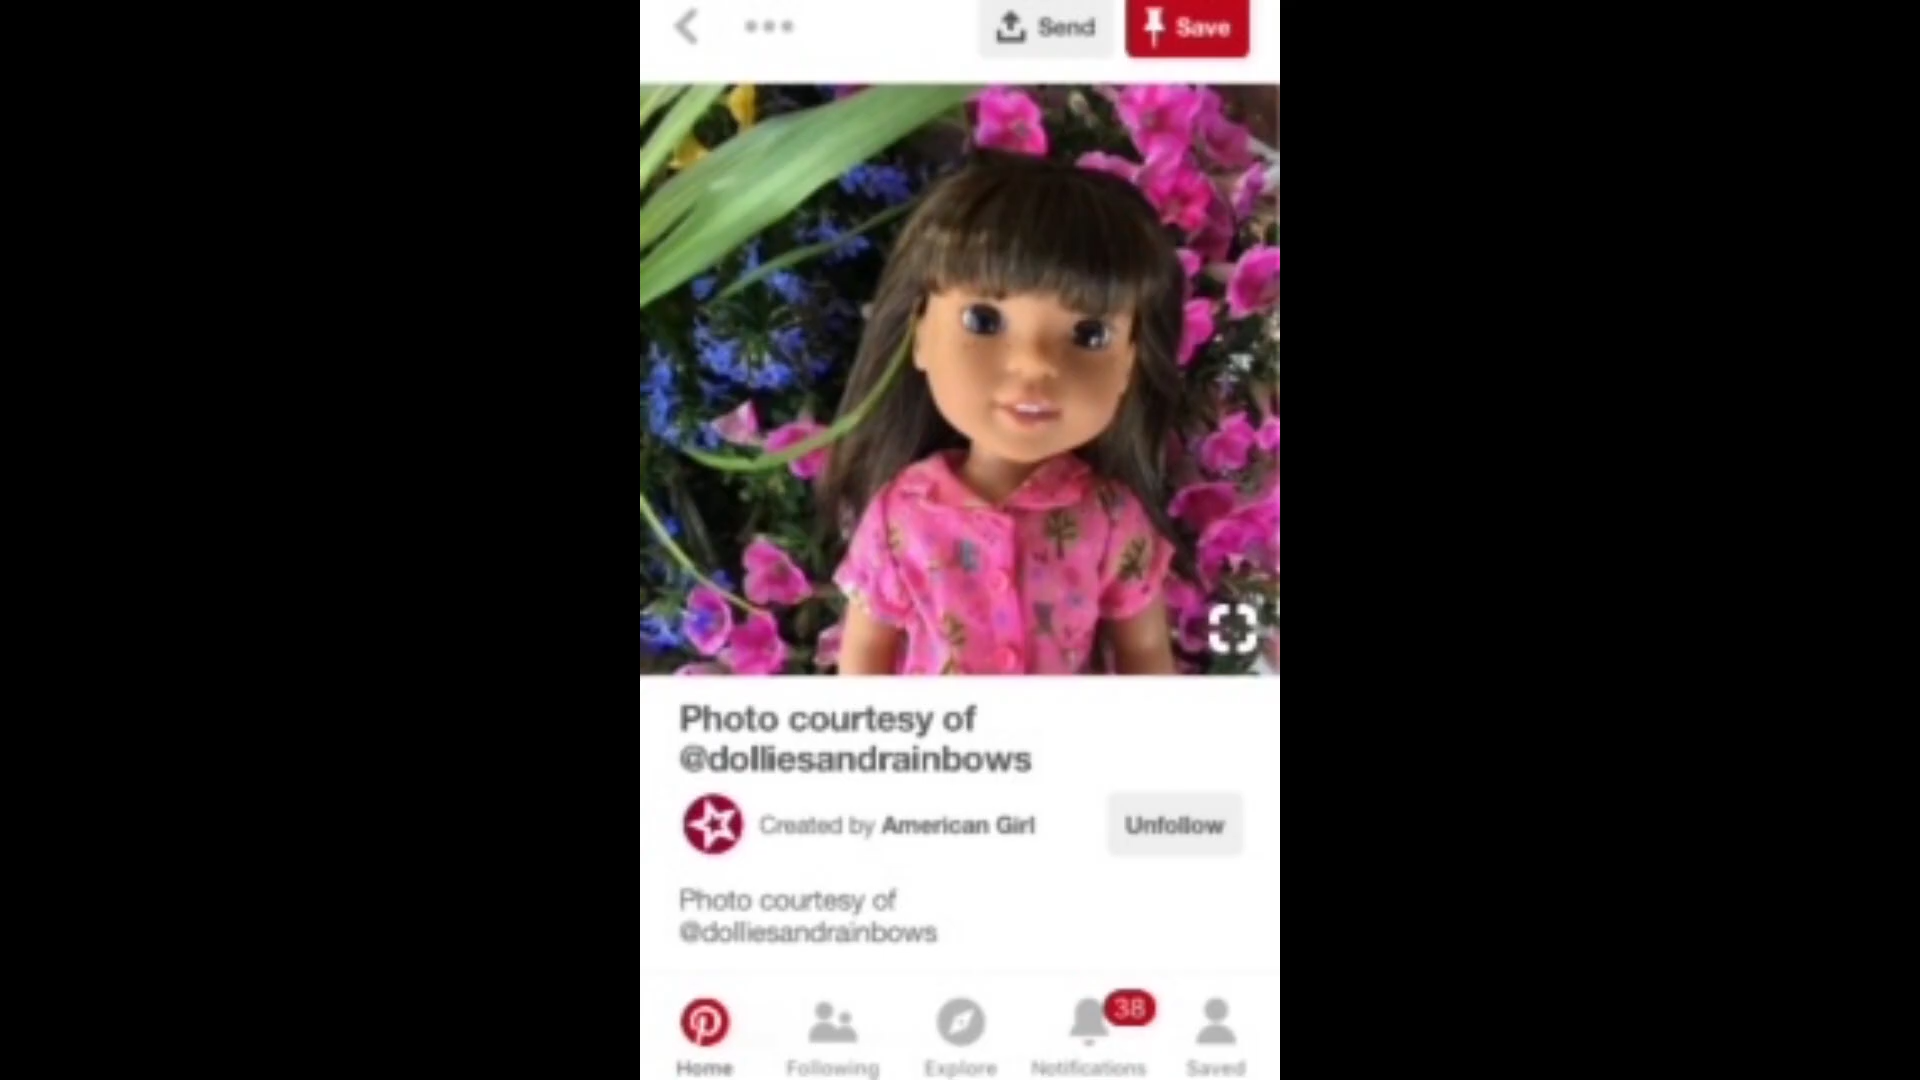 Send
Save
Photo courtesy of
@dolliesandrainbows
Created by American Girl
Unfollow
Photo courtesy of
@dolliesandrainbows
38
Home
Following
Explore
Notifications
Saved